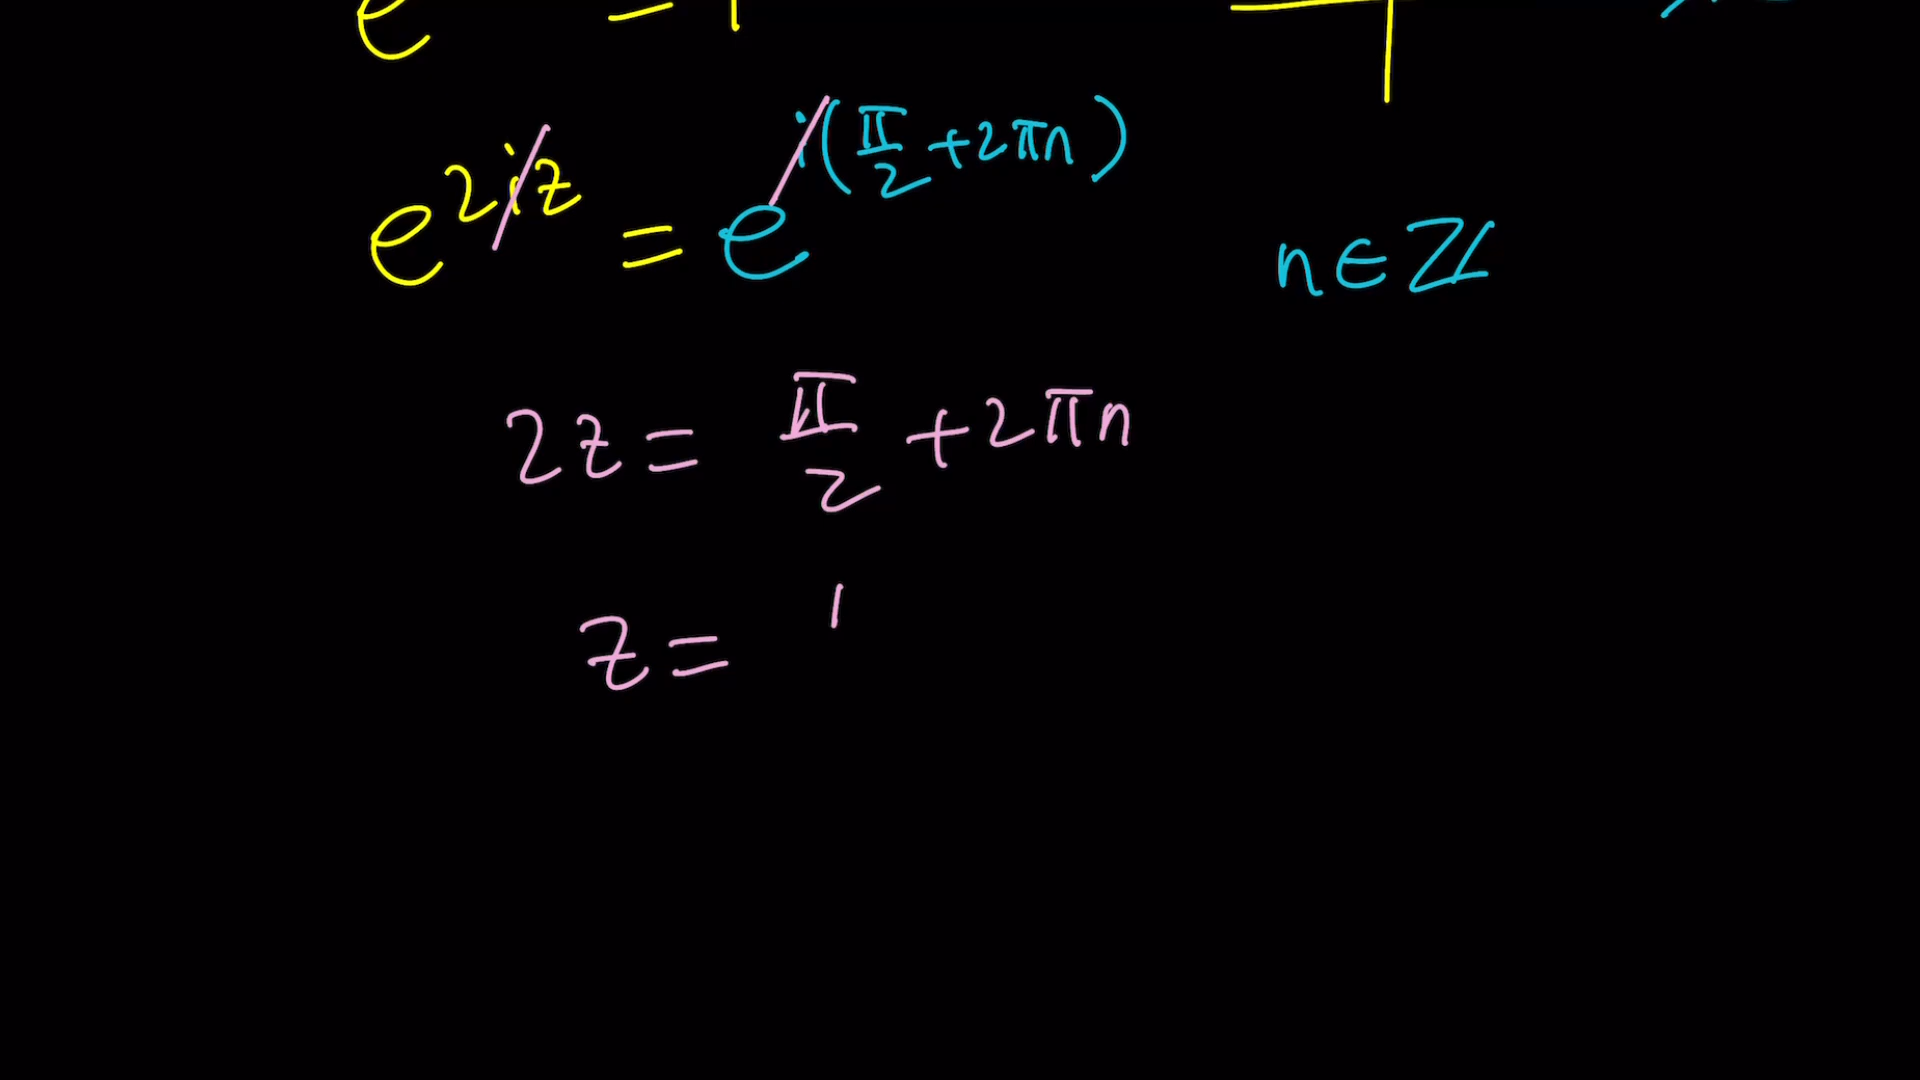 e^{2iz} = e^{i(π/2 + 2πn)} n ∈ ℤ
2z = π/2 + 2πn
z =